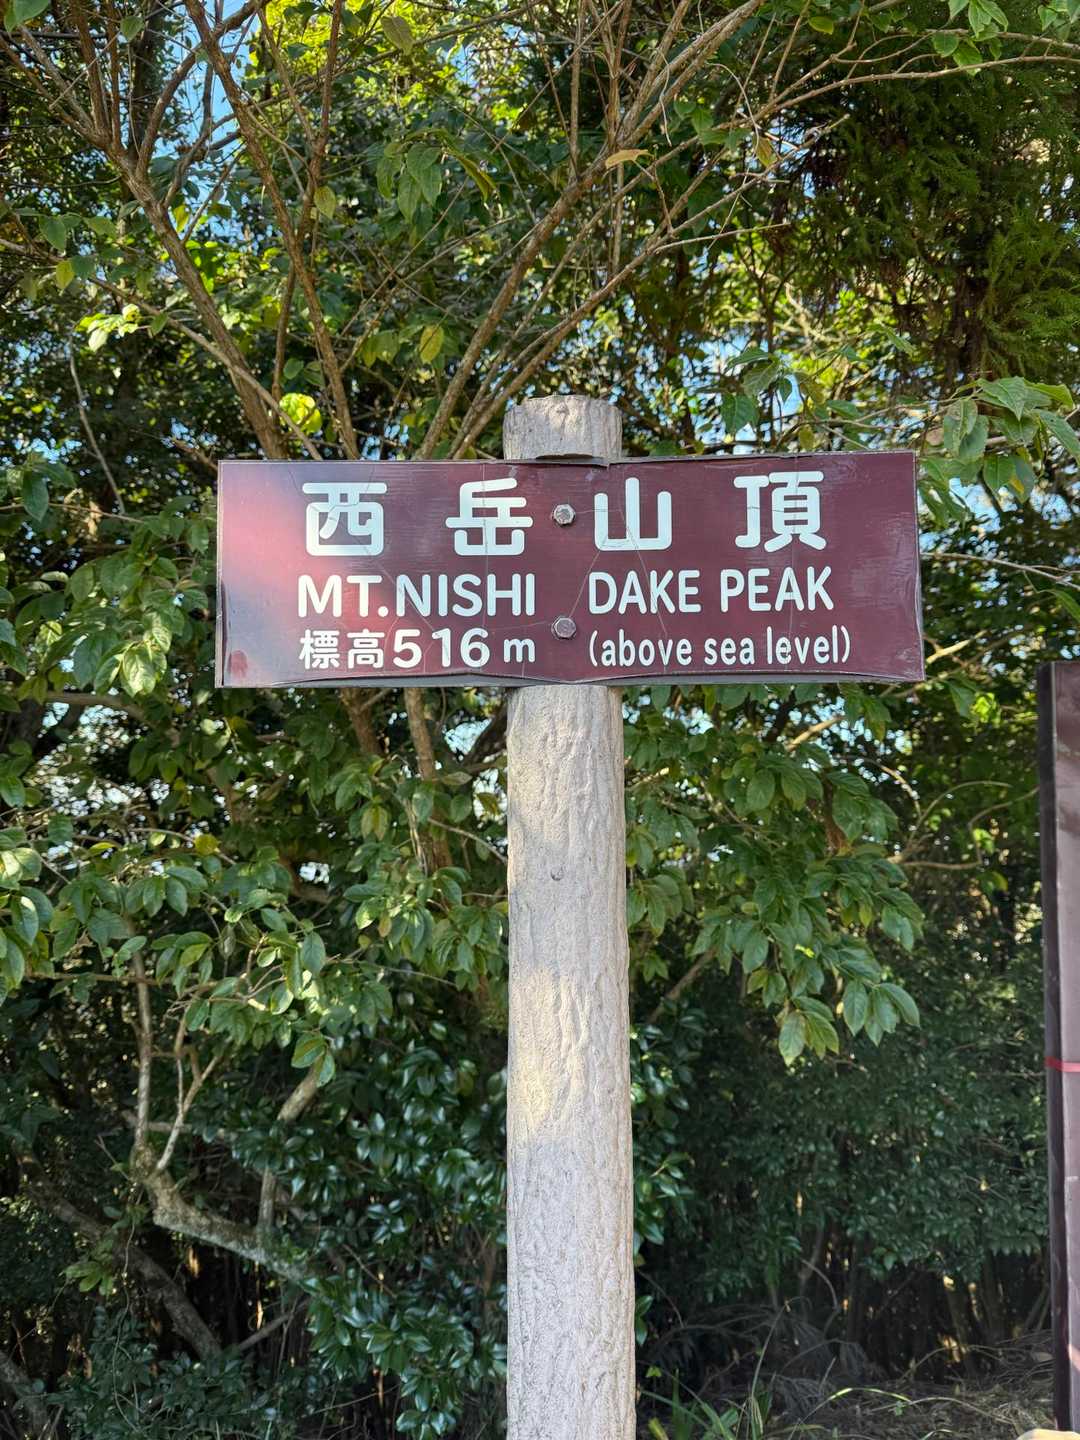 西岳山頂
MT.NISHI DAKE PEAK
標高516m (above sea level)